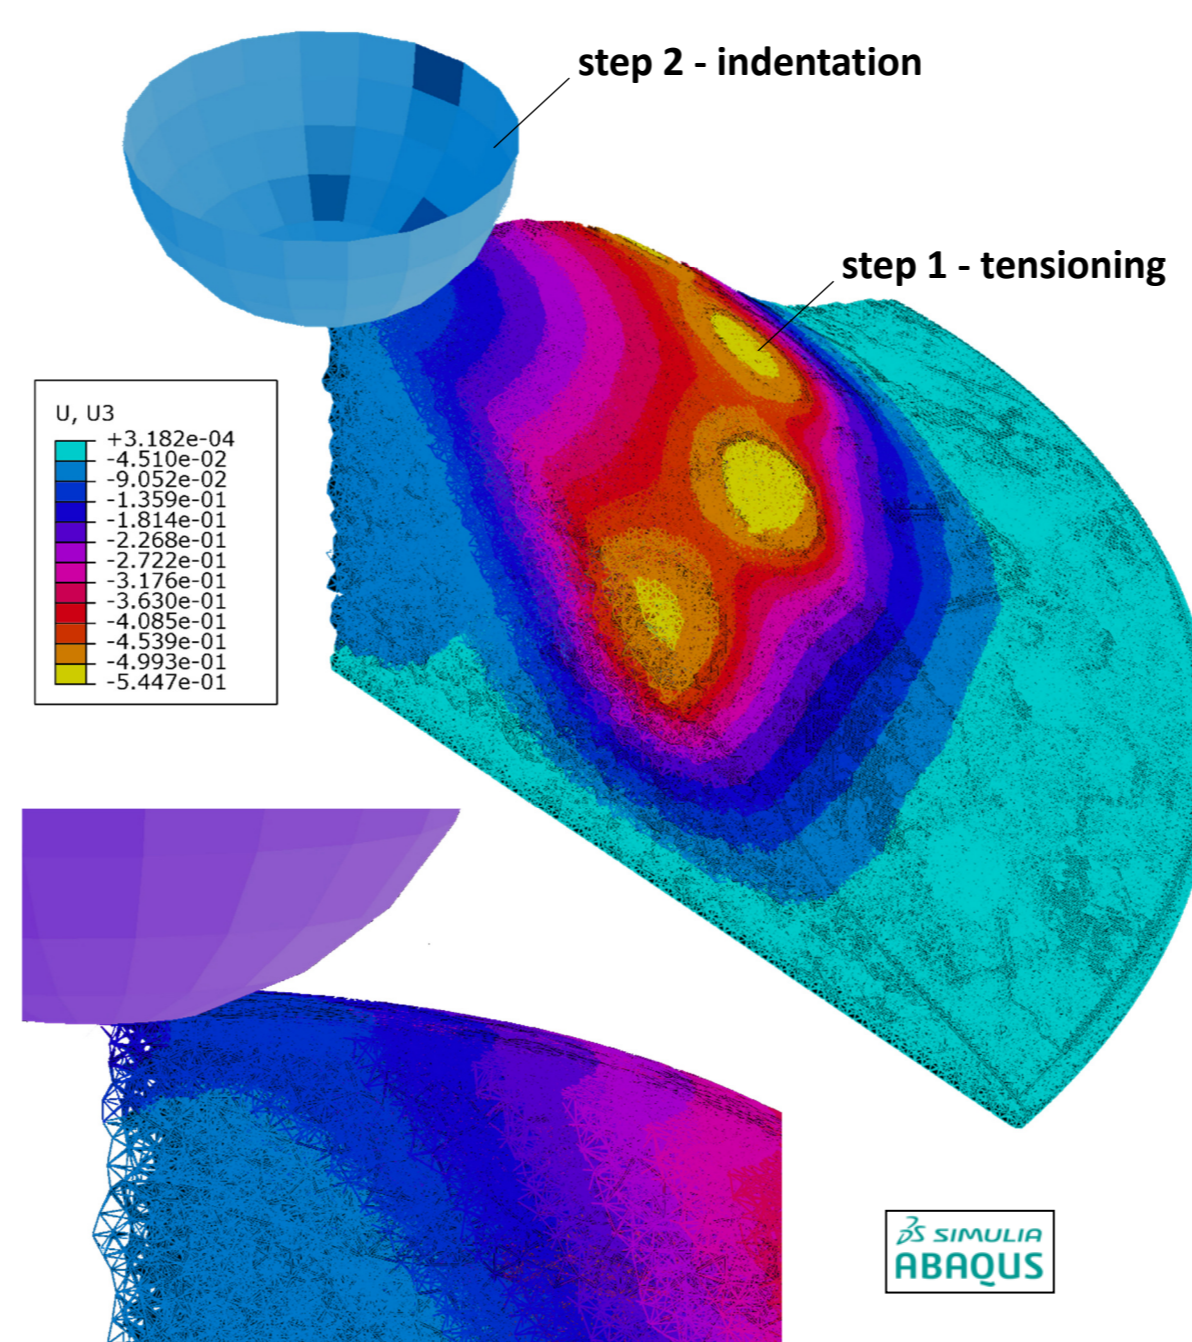 step 2 - indentation
step 1 - tensioning
U, U3
+3.182e-04
-4.510e-02
-9.052e-02
-1.359e-01
-1.814e-01
-2.268e-01
-2.722e-01
-3.176e-01
-3.630e-01
-4.085e-01
-4.539e-01
-4.993e-01
-5.447e-01
3S SIMULIA
ABAQUS